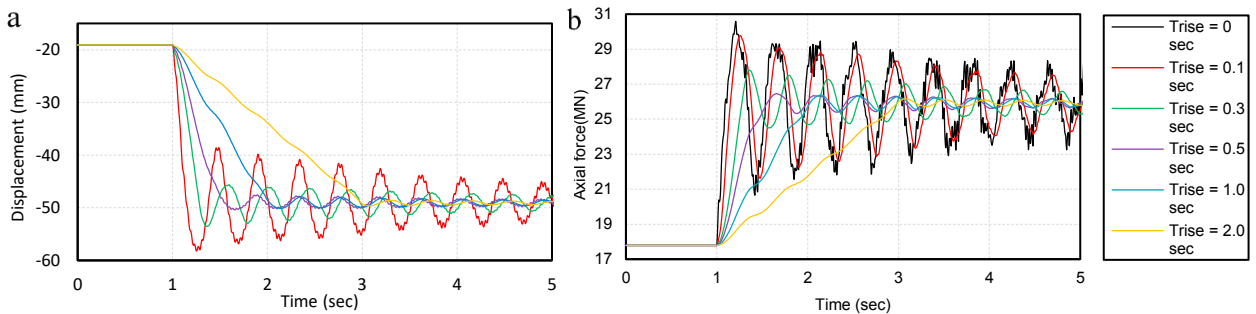 a
Displacement (mm)
-20
-30
-40
-50
-60
0 1 2 3 4 5
Time (sec)
b
Axial force(MN)
31
29
27
25
23
21
19
17
0 1 2 3 4 5
Time (sec)
Trise = 0
sec
Trise = 0.1
sec
Trise = 0.3
sec
Trise = 0.5
sec
Trise = 1.0
sec
Trise = 2.0
sec